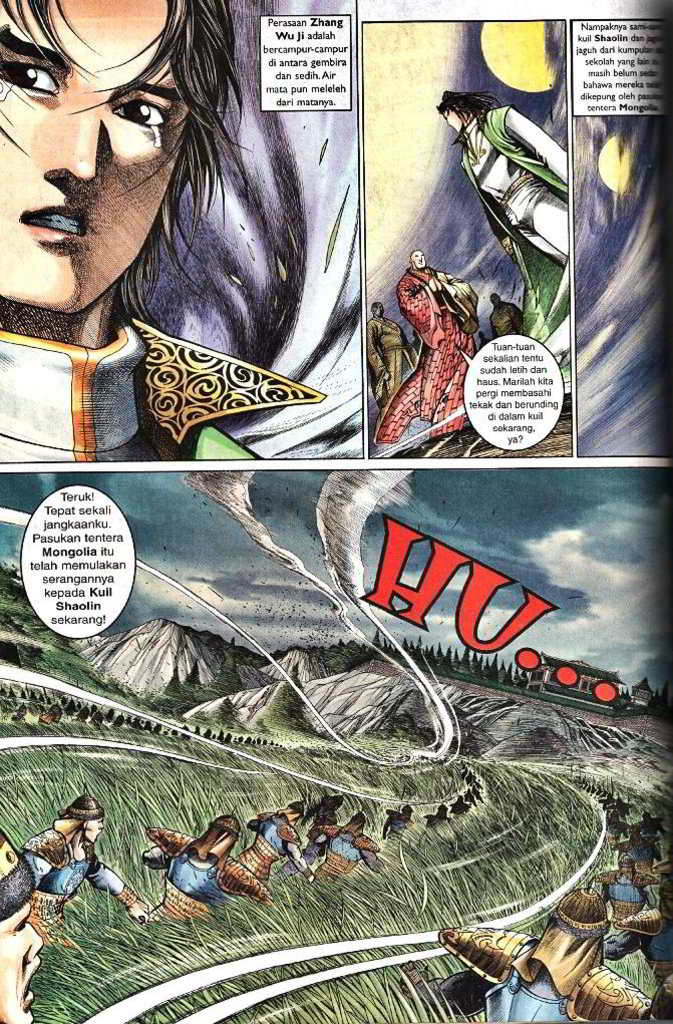 Perasaan Zhang
Wu Ji adalah
bercampur-campur
di antara gembira
dan sedih. Air
mata pun meleleh
dari matanya.
Tuan-tuan
sekalian tentu
sudah letih dan
haus. Marilah kita
pergi membasahi
tekak dan berunding
di dalam kuil
sekarang,
ya?
Nampaknya
kuil Shaolin dan
jaguh dari kumpulan
sekolah yang lain
masih belum sedar
bahawa mereka telah
dikepung oleh pasukan
tentera Mongolia.
Teruk!
Tepat sekali
jangkaanku.
Pasukan tentera
Mongolia itu
telah memulakan
serangannya
kepada Kuil
Shaolin
sekarang!
HU...